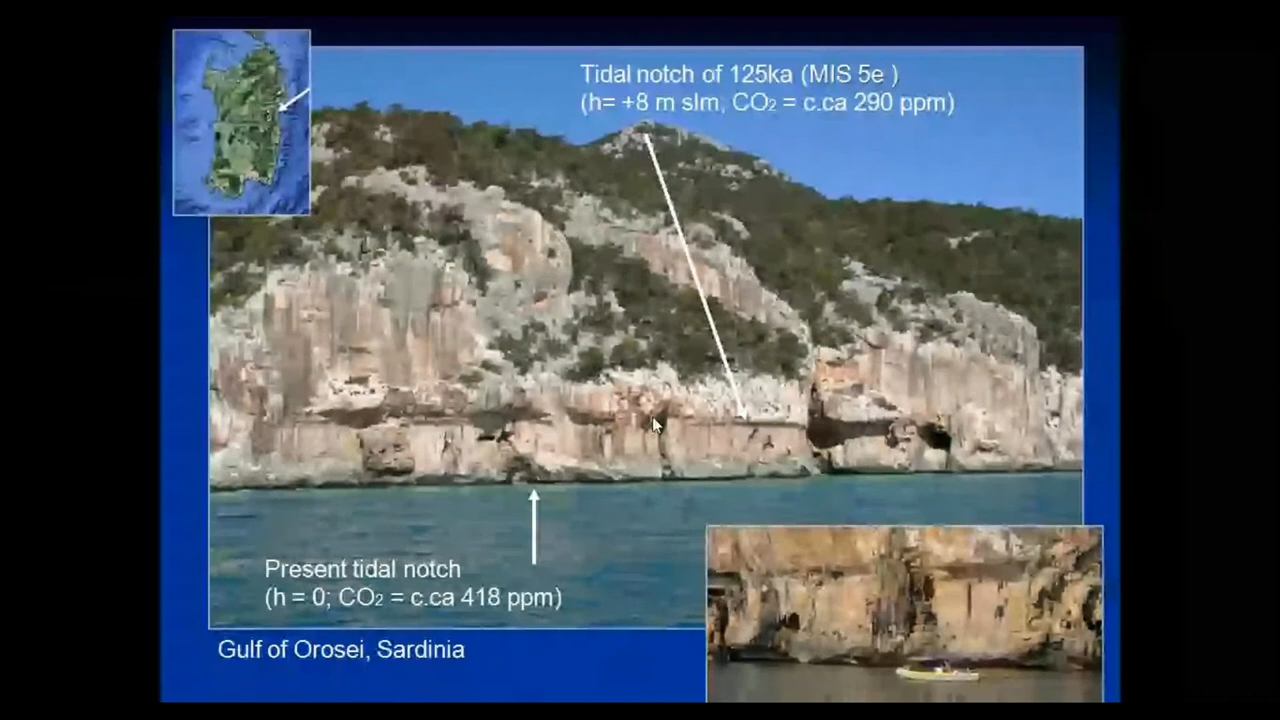 Tidal notch of 125ka (MIS 5e )
(h= +8 m slm, CO₂ = c.ca 290 ppm)
Present tidal notch
(h = 0; CO₂ = c.ca 418 ppm)
Gulf of Orosei, Sardinia